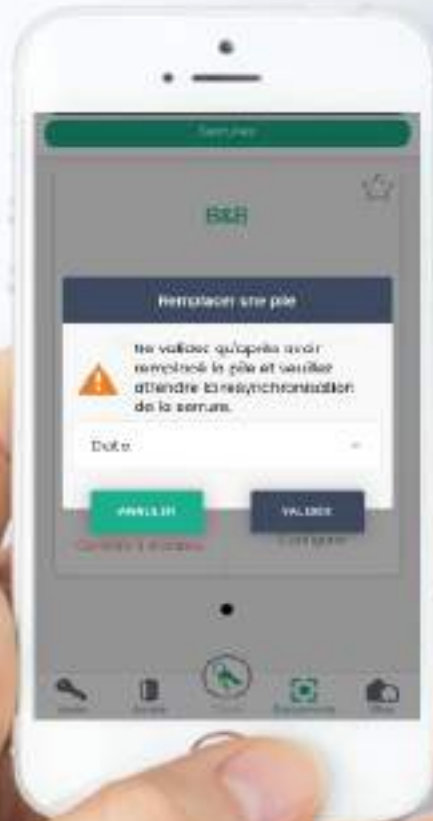 Serrures
B&B
Remplacer une pile
Ne validez qu'après avoir
remplacé la pile et veuillez
attendre la resynchronisation
de la serrure.
Date
ANNULER
VALIDER
Configurer